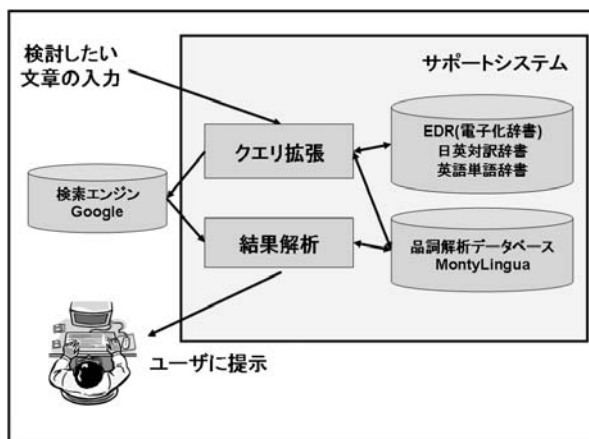 検討したい
文章の入力
サポートシステム
クエリ拡張
EDR(電子化辞書)
日英対訳辞書
英語単語辞書
検索エンジン
Google
結果解析
品詞解析データベース
MontyLingua
ユーザに提示